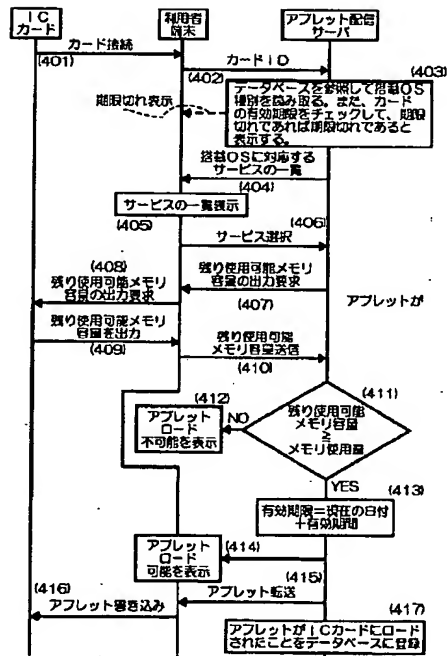 ICカード
利用者端末
アプレット配信サーバ
カード接続
(401)
カードID
(402)
(403)
データベースを参照して搭載OS
種別を読み取る。また、カード
の有効期限をチェックして、期限
切れであれば期限切れであると
表示する。
期限切れ表示
搭載OSに対応する
サービスの一覧
(404)
サービスの一覧表示
(405)
(406)
サービス選択
(408)
残り使用可能メモリ
容量の出力要求
残り使用可能メモリ
容量の出力要求
(407)
アプレットが
残り使用可能メモリ
容量を出力
(409)
残り使用可能
メモリ容量送信
(410)
(411)
残り使用可能
メモリ容量
≧
メモリ使用量
(412)
NO
アプレット
ロード
不可能を表示
YES
(413)
有効期限=現在の日付
+有効期間
アプレット
ロード
可能を表示
(414)
(415)
アプレット転送
(416)
アプレット書き込み
(417)
アプレットがICカードにロード
されたことをデータベースに登録